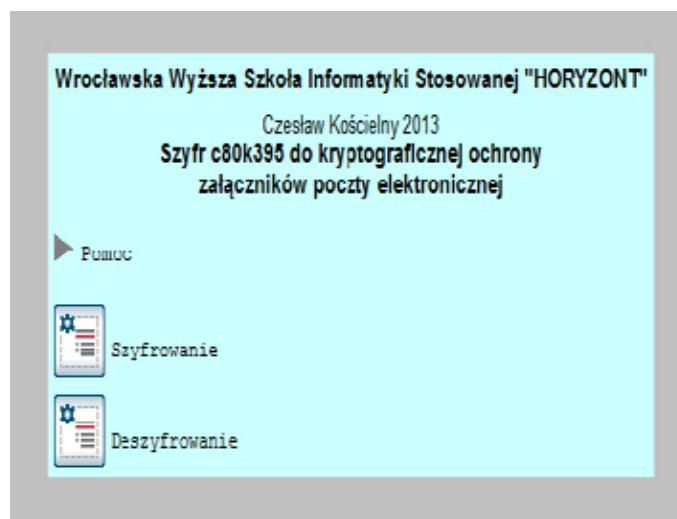 Wrocławska Wyższa Szkoła Informatyki Stosowanej "HORYZONT"
Czesław Kościelny 2013
Szyfr c80k395 do kryptograficznej ochrony
załączników poczty elektronicznej
Pomoc
Szyfrowanie
Deszyfrowanie